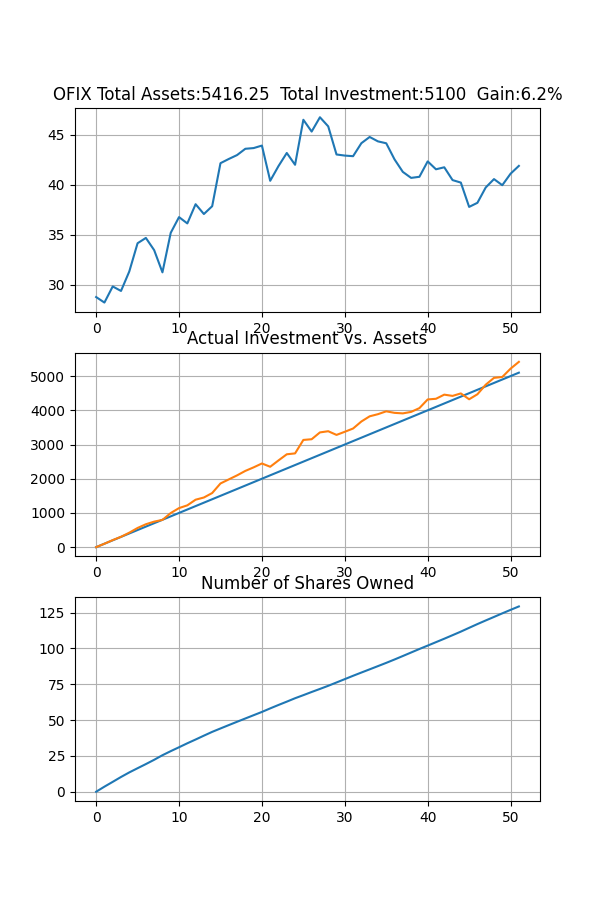 OFIX Total Assets:5416.25  Total Investment:5100  Gain:6.2%
45
40
35
30
0 10 20 30 40 50
Actual Investment vs. Assets
5000
4000
3000
2000
1000
0
0 10 20 30 40 50
Number of Shares Owned
125
100
75
50
25
0
0 10 20 30 40 50